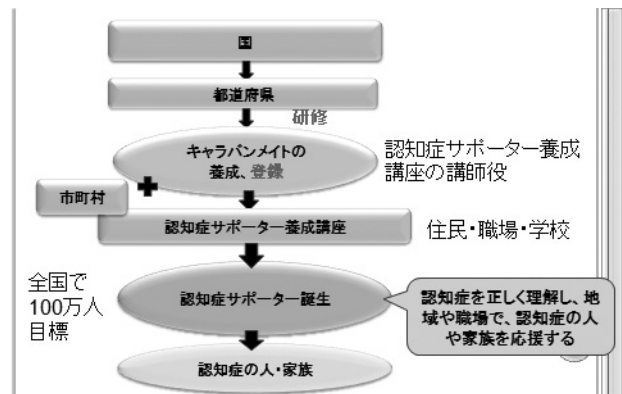 国
都道府県
研修
キャラバンメイトの
養成、登録
認知症サポーター養成
講座の講師役
市町村
認知症サポーター養成講座
住民・職場・学校
全国で
100万人
目標
認知症サポーター誕生
認知症を正しく理解し、地
域や職場で、認知症の人
や家族を応援する
認知症の人・家族